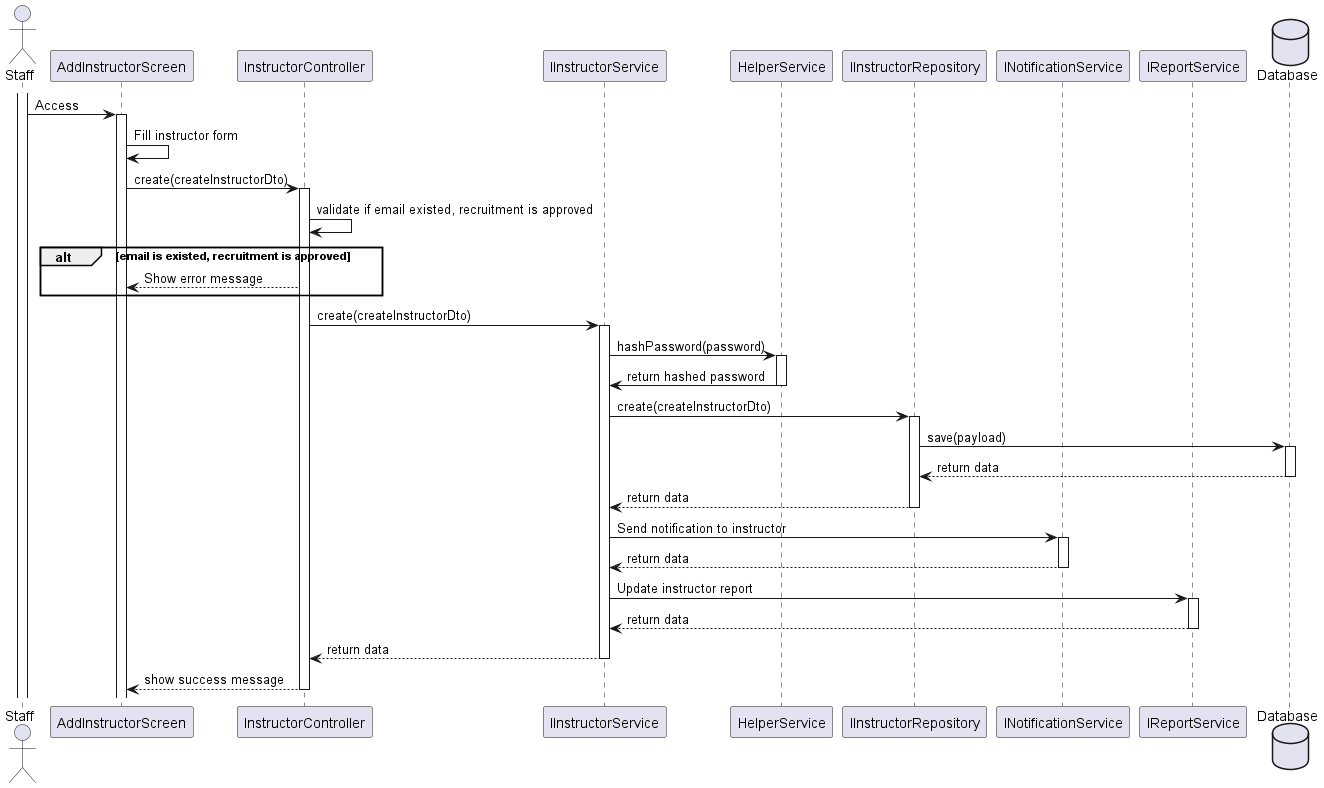 Staff
AddInstructorScreen
InstructorController
IInstructorService
HelperService
IInstructorRepository
INotificationService
IReportService
Database
Access
Fill instructor form
create(createInstructorDto)
validate if email existed, recruitment is approved
alt
[email is existed, recruitment is approved]
Show error message
create(createInstructorDto)
hashPassword(password)
return hashed password
create(createInstructorDto)
save(payload)
return data
return data
Send notification to instructor
return data
Update instructor report
return data
return data
show success message
Staff
AddInstructorScreen
InstructorController
IInstructorService
HelperService
IInstructorRepository
INotificationService
IReportService
Database